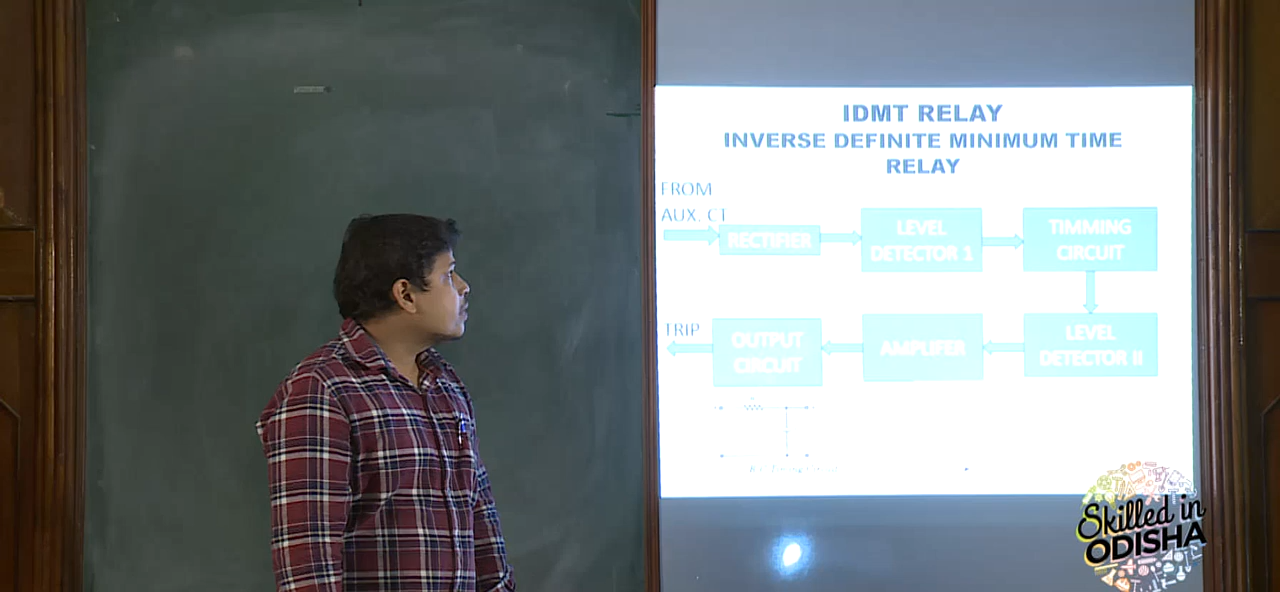 IDMT RELAY
INVERSE DEFINITE MINIMUM TIME
RELAY
FROM
AUX. CT
RECTIFIER
LEVEL
DETECTOR 1
TIMMING
CIRCUIT
TRIP
OUTPUT
CIRCUIT
AMPLIFER
LEVEL
DETECTOR II
Skilled in
ODISHA